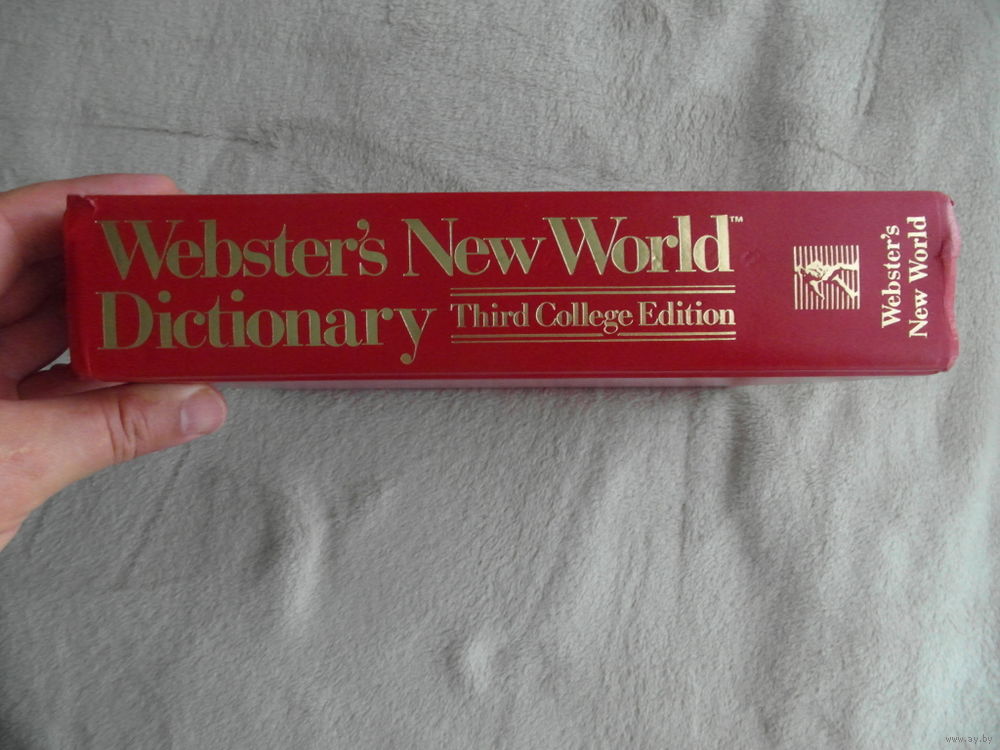 Webster's New World™
Dictionary
Third College Edition
Webster's
New World
www.ay.by